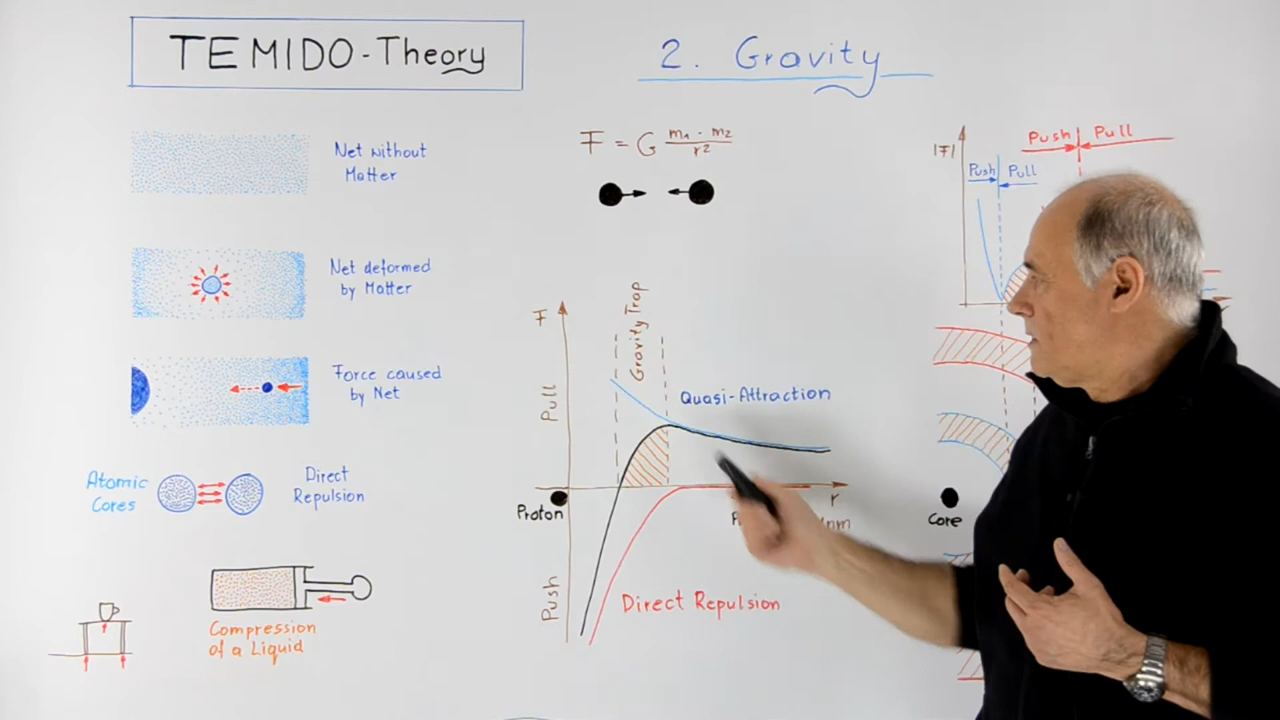 TEMIDO-Theory
2. Gravity
Net without
Matter
Net deformed
by Matter
Force caused
by Net
Atomic
Cores
Direct
Repulsion
Compression
of a Liquid
F = G m₁ · m₂ / r²
F
Pull
Push
Gravity Trap
Quasi-Attraction
Proton
r
Direct Repulsion
|F|
Push Pull
Push Pull
Core